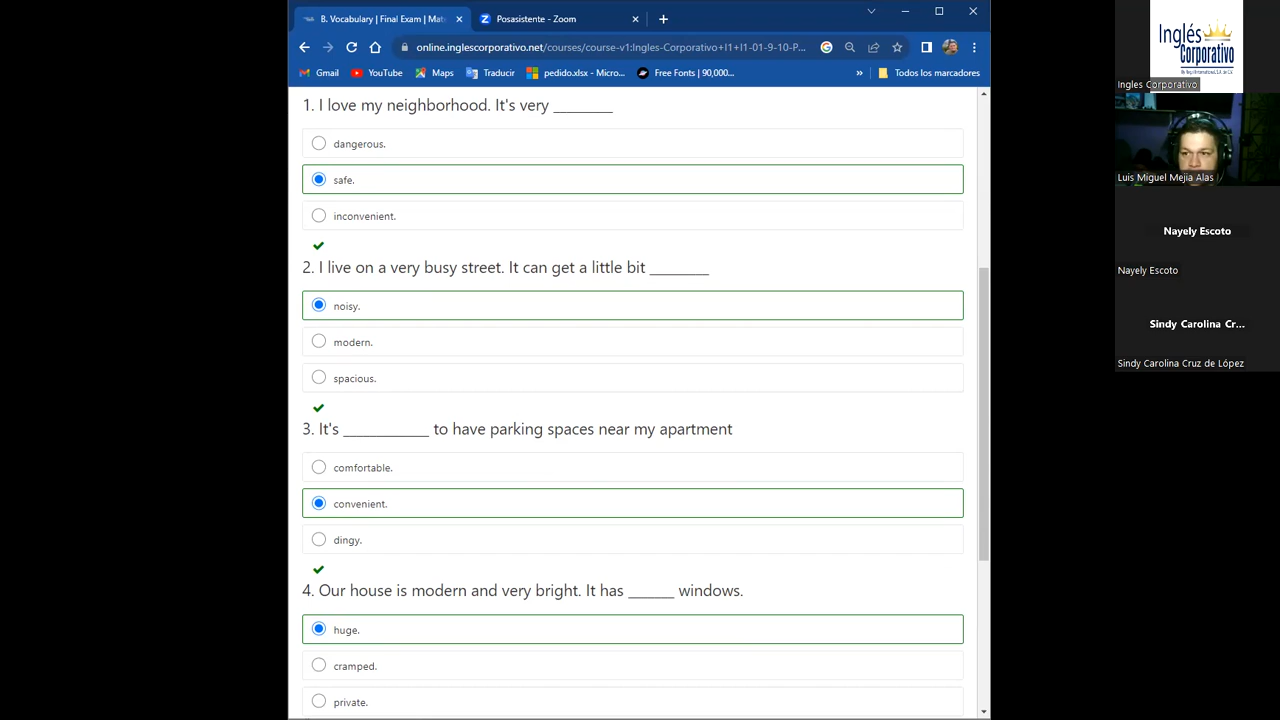 B. Vocabulary | Final Exam | Mat
Posasistente - Zoom
online.inglescorporativo.net/courses/course-v1:Ingles-Corporativo+I1+I1-01-9-10-P...
Gmail
YouTube
Maps
Traducir
pedido.xlsx - Micro...
Free Fonts | 90,000...
»
Todos los marcadores
1. I love my neighborhood. It's very ________
dangerous.
safe.
inconvenient.
2. I live on a very busy street. It can get a little bit ________
noisy.
modern.
spacious.
3. It's ____________ to have parking spaces near my apartment
comfortable.
convenient.
dingy.
4. Our house is modern and very bright. It has ______ windows.
huge.
cramped.
private.
Inglés
Corporativo
Ingles Corporativo
Luis Miguel Mejia Alas
Nayely Escoto
Nayely Escoto
Sindy Carolina Cr...
Sindy Carolina Cruz de López